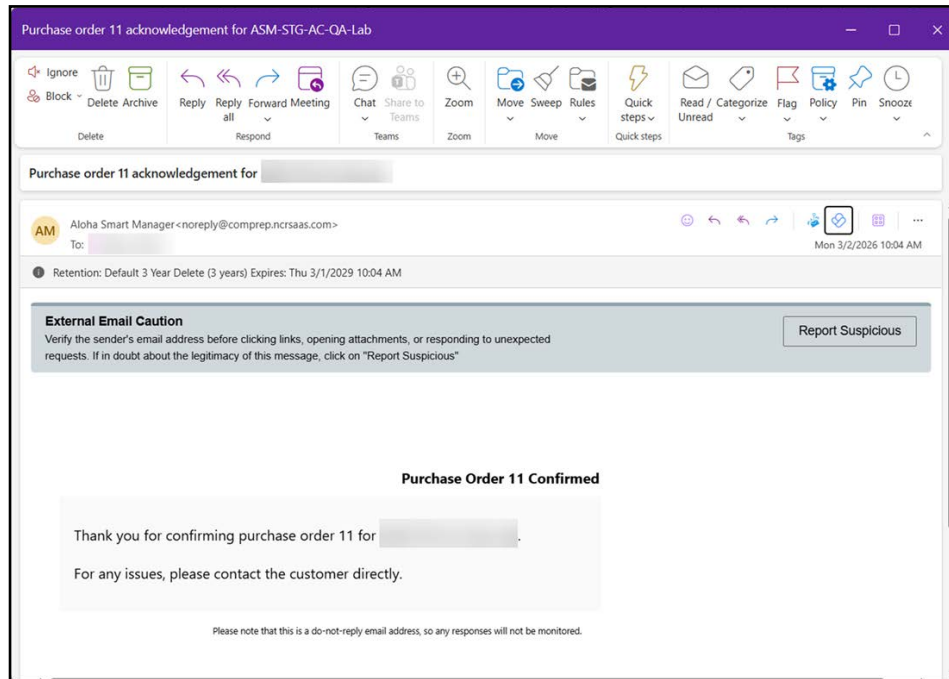 Purchase order 11 acknowledgement for ASM-STG-AC-QA-Lab
Ignore
Block
Delete Archive
Reply Reply all Forward Meeting
Chat Share to Teams
Zoom
Move Sweep Rules
Quick steps
Read / Unread Categorize Flag Policy Pin Snooze
Delete Respond Teams Zoom Move Quick steps Tags
Purchase order 11 acknowledgement for
AM
Aloha Smart Manager<noreply@comprep.ncrsaas.com>
To:
Mon 3/2/2026 10:04 AM
Retention: Default 3 Year Delete (3 years) Expires: Thu 3/1/2029 10:04 AM
External Email Caution
Verify the sender's email address before clicking links, opening attachments, or responding to unexpected
requests. If in doubt about the legitimacy of this message, click on "Report Suspicious"
Report Suspicious
Purchase Order 11 Confirmed
Thank you for confirming purchase order 11 for .
For any issues, please contact the customer directly.
Please note that this is a do-not-reply email address, so any responses will not be monitored.